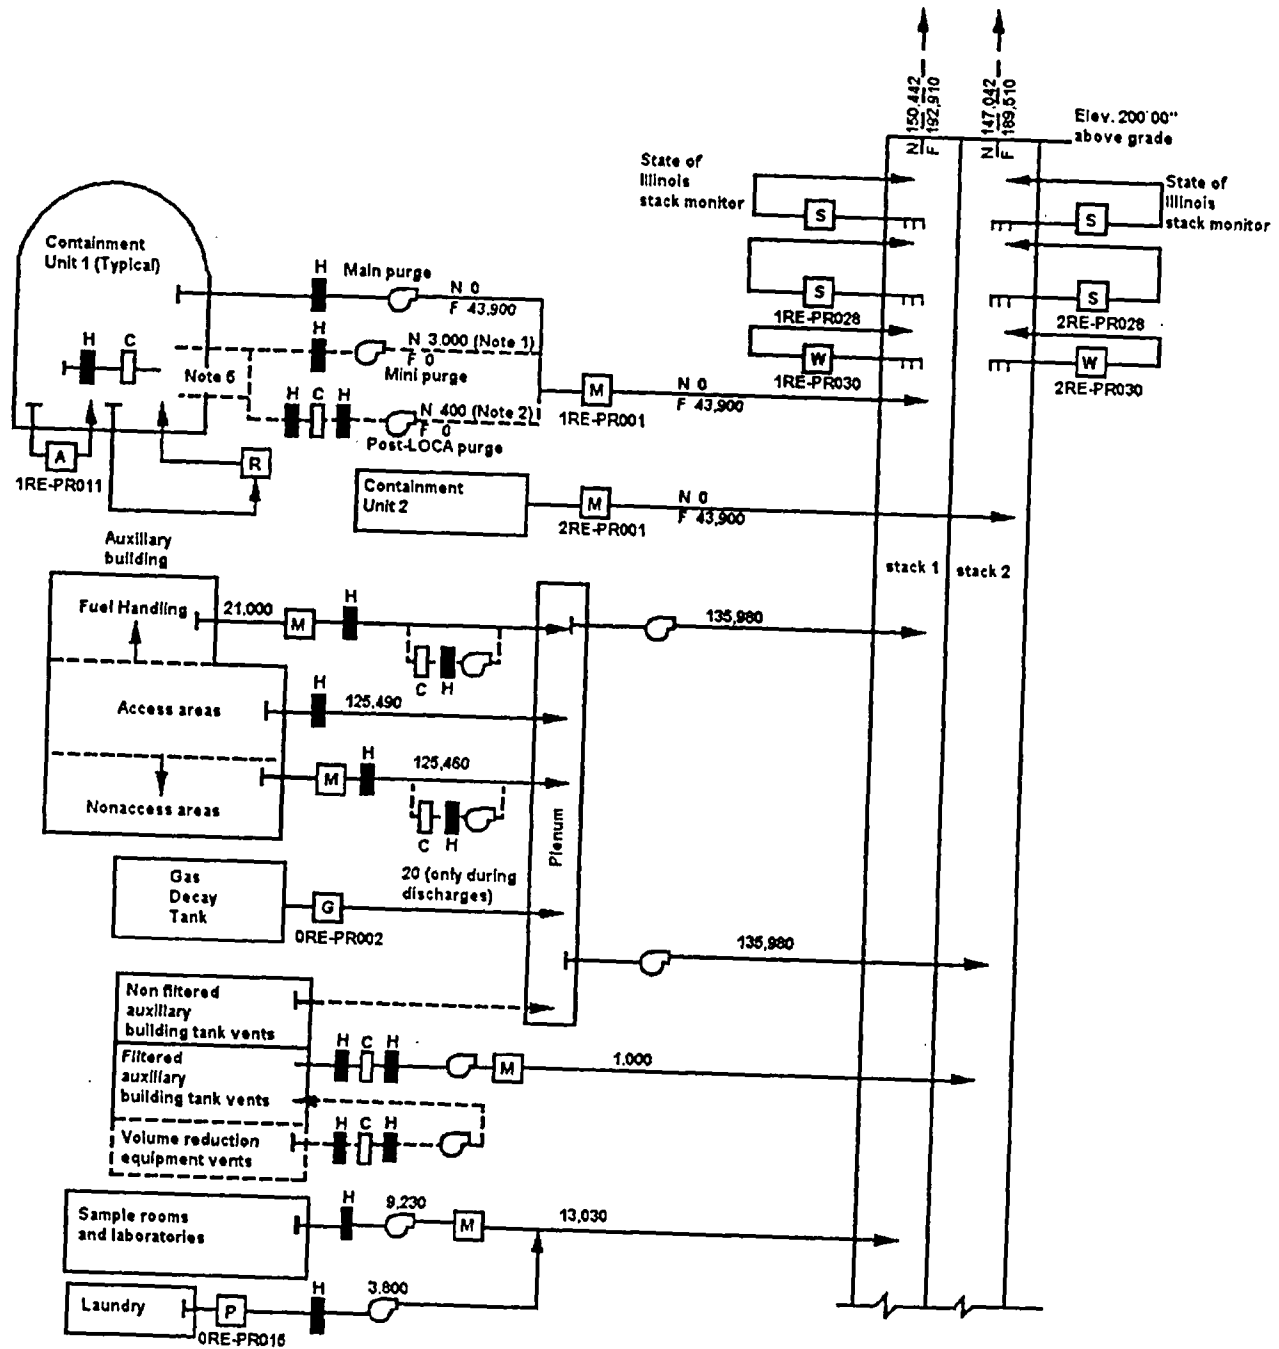 N 150,442
F 192,910
N 147,042
F 189,510
Elev. 200'00"
above grade
State of
Illinois
stack monitor
State of
Illinois
stack monitor
S
S
S
1RE-PR028
S
2RE-PR028
W
1RE-PR030
W
2RE-PR030
Containment
Unit 1 (Typical)
H
Main purge
N 0
F 43,900
H
N 3,000 (Note 1)
F 0
Mini purge
H
C
Note 6
H
C
H
N 400 (Note 2)
F 0
Post-LOCA purge
M
1RE-PR001
N 0
F 43,900
A
1RE-PR011
R
Containment
Unit 2
M
2RE-PR001
N 0
F 43,900
stack 1
stack 2
Auxiliary
building
Fuel Handling
21,000
M
H
C
H
135,980
Access areas
H
125,490
Nonaccess areas
M
H
125,460
C
H
Plenum
Gas
Decay
Tank
G
0RE-PR002
20 (only during
discharges)
135,980
Non filtered
auxiliary
building tank vents
Filtered
auxiliary
building tank vents
H
C
H
M
1.000
Volume reduction
equipment vents
H
C
H
Sample rooms
and laboratories
H
9,230
M
13,030
Laundry
P
0RE-PR015
H
3.800